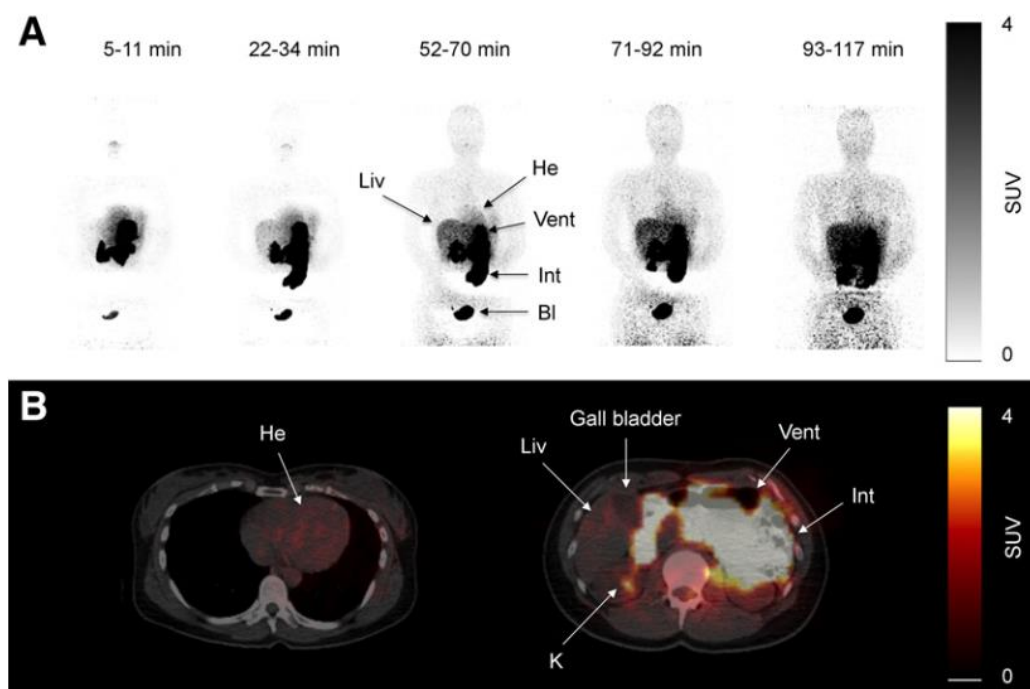 A
5-11 min
22-34 min
52-70 min
71-92 min
93-117 min
4
SUV
0
Liv
He
Vent
Int
Bl
B
He
Gall bladder
Liv
Vent
Int
K
4
SUV
0